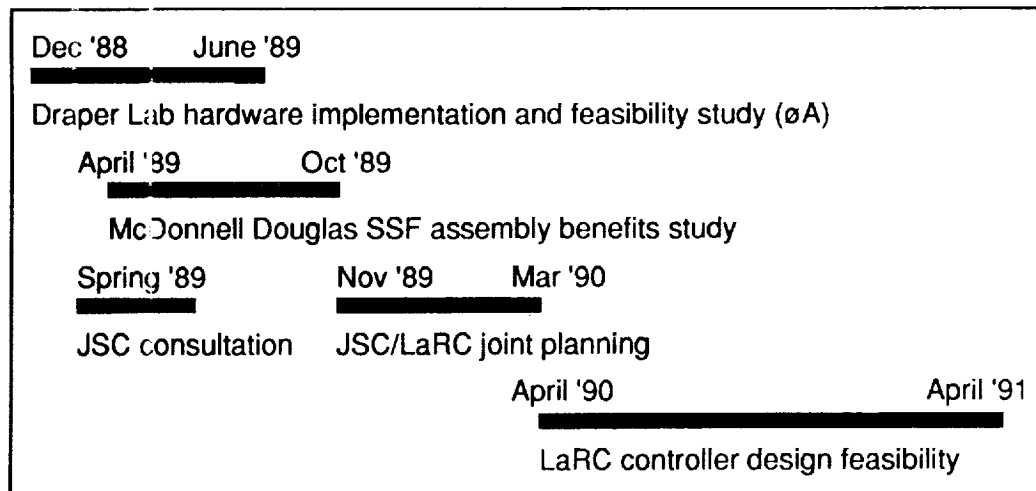 Dec '88 June '89
Draper Lab hardware implementation and feasibility study (øA)
April '89 Oct '89
McDonnell Douglas SSF assembly benefits study
Spring '89 Nov '89 Mar '90
JSC consultation JSC/LaRC joint planning
April '90 April '91
LaRC controller design feasibility